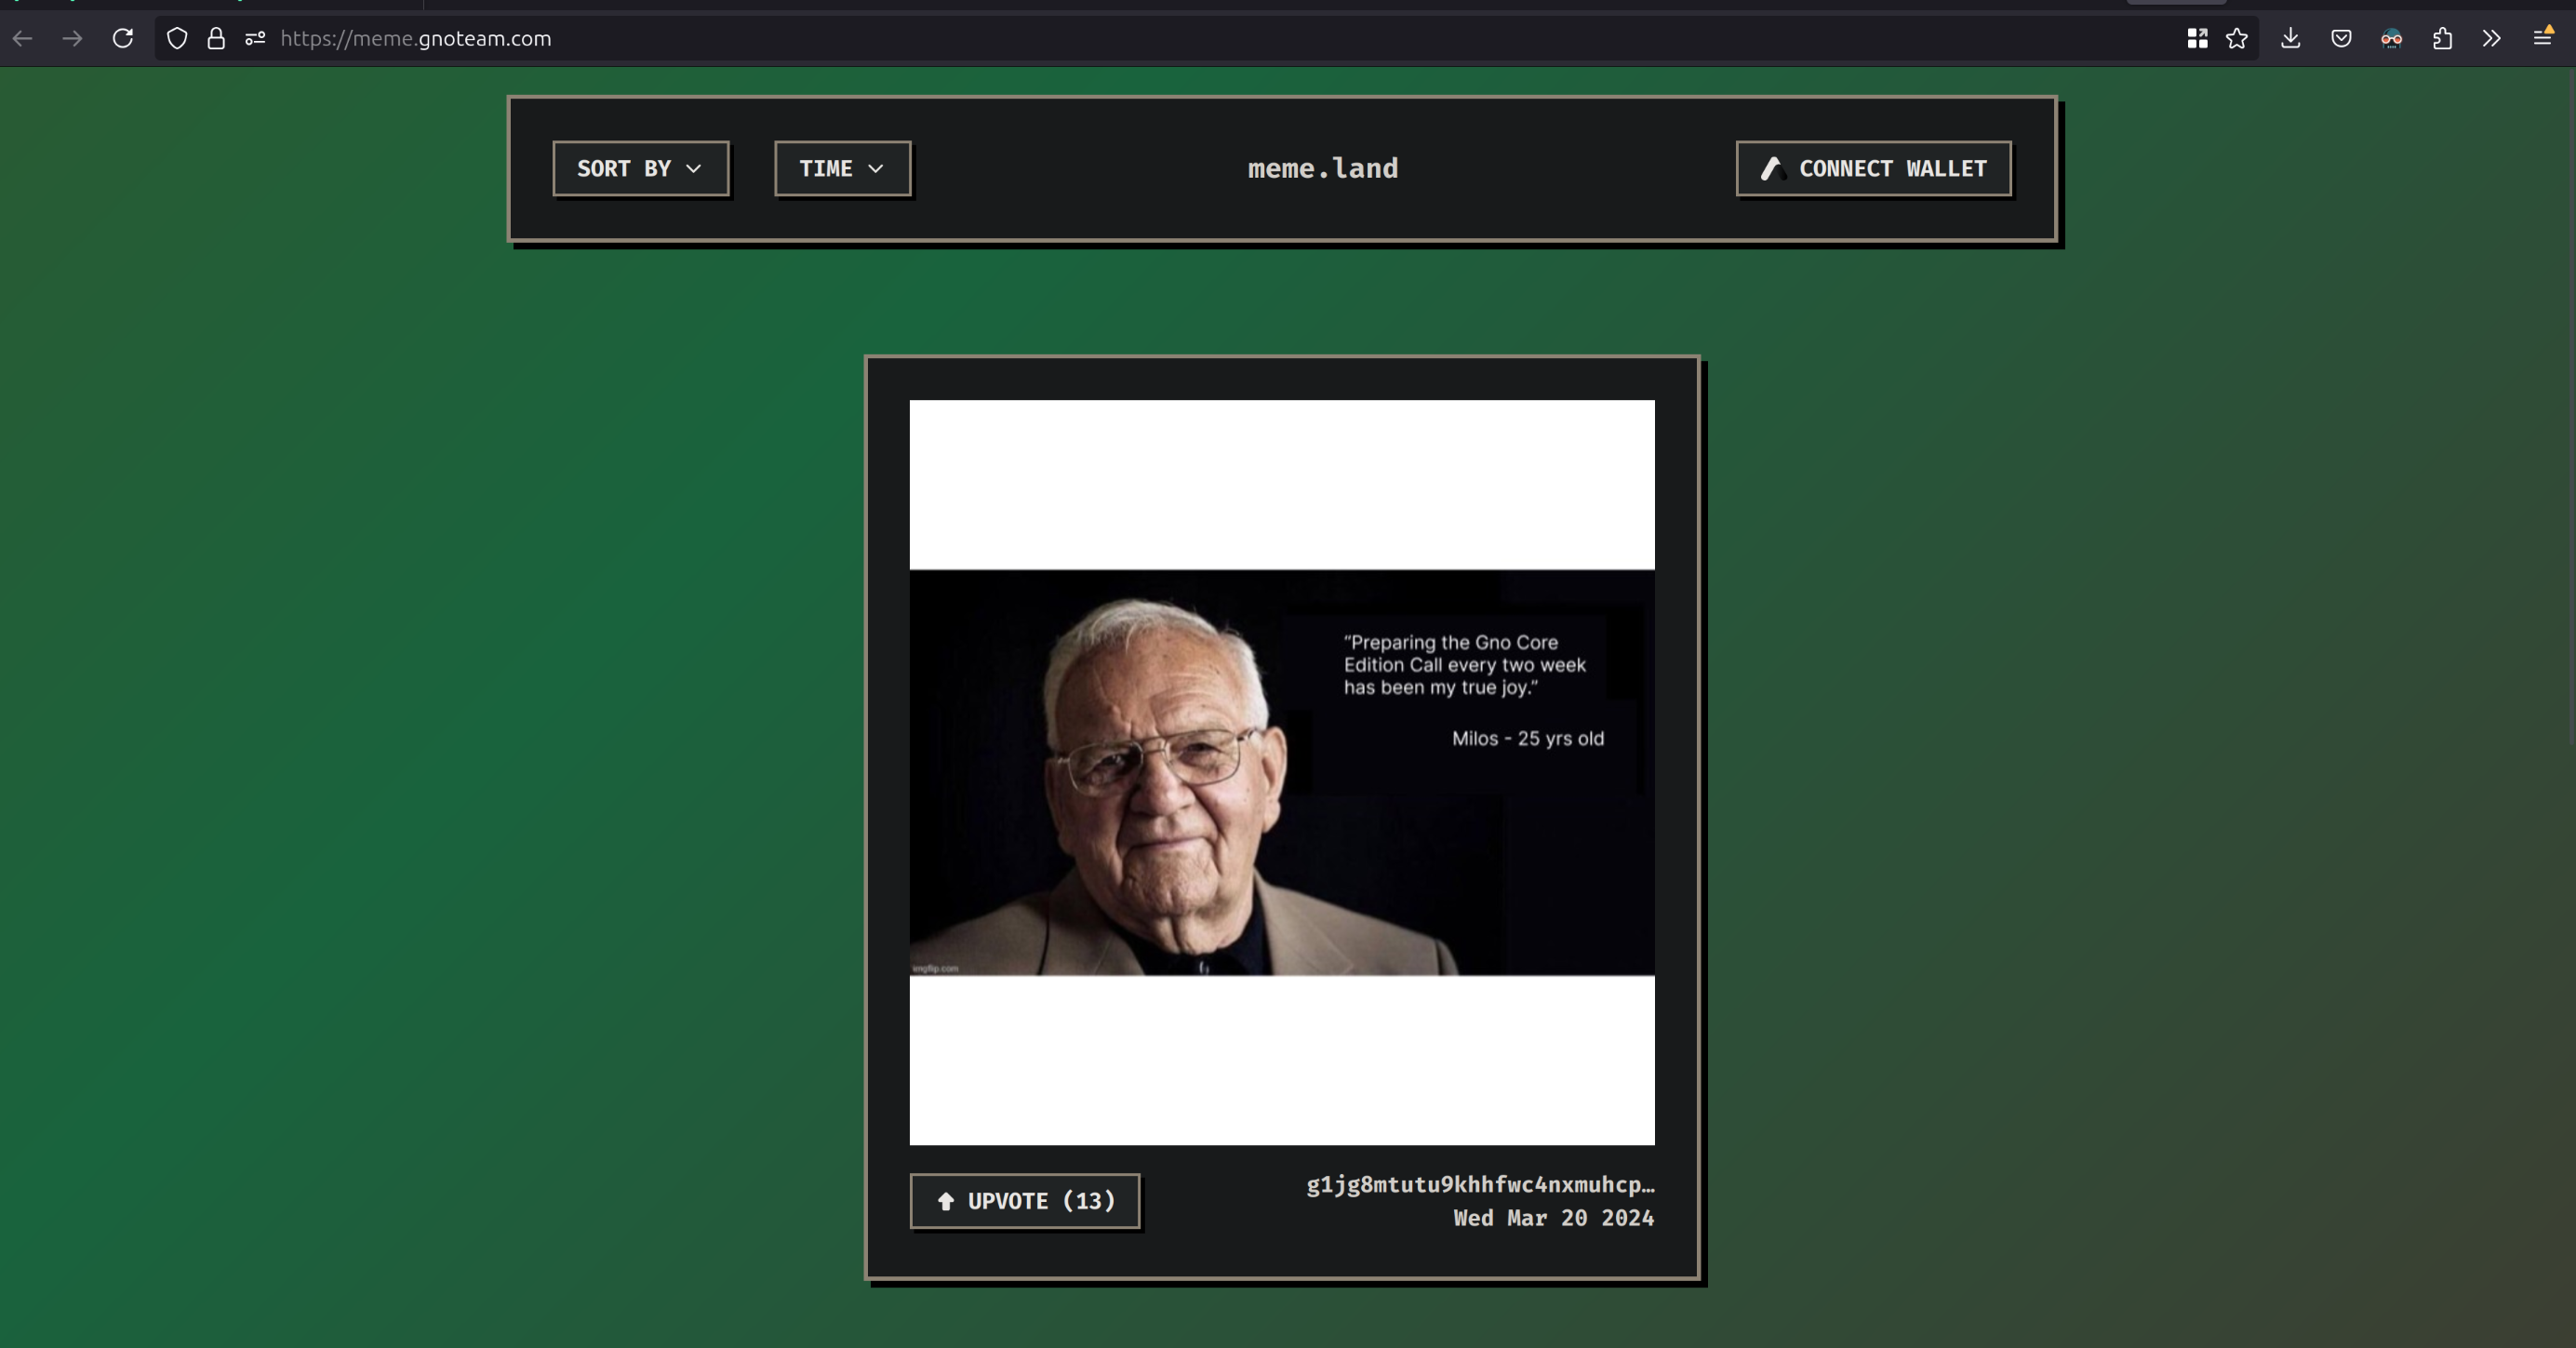 https://meme.gnoteam.com
SORT BY
TIME
meme.land
CONNECT WALLET
“Preparing the Gno Core
Edition Call every two week
has been my true joy.”
Milos - 25 yrs old
imgflip.com
UPVOTE (13)
g1jg8mtutu9khhfwc4nxmuhcp…
Wed Mar 20 2024